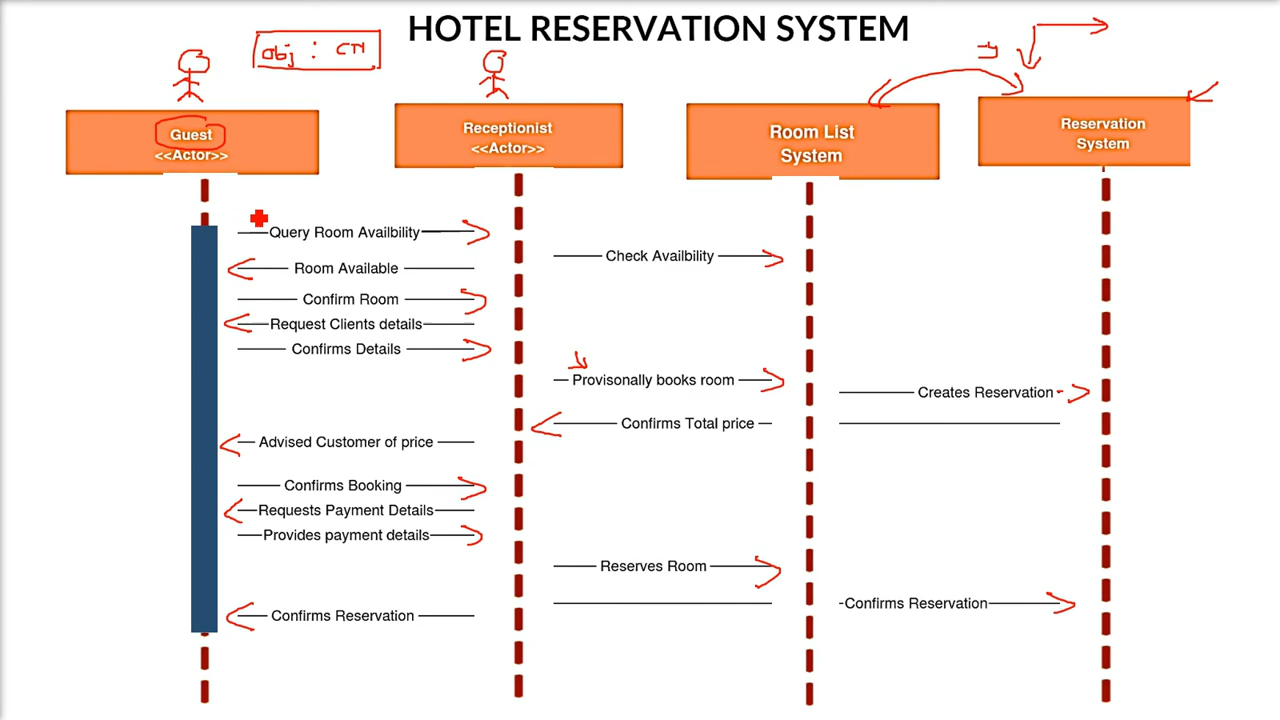 HOTEL RESERVATION SYSTEM
obj : CN
Guest
<<Actor>>
Receptionist
<<Actor>>
Room List
System
Reservation
System
Query Room Availbility
Check Availbility
Room Available
Confirm Room
Request Clients details
Confirms Details
Provisonally books room
Creates Reservation
Confirms Total price
Advised Customer of price
Confirms Booking
Requests Payment Details
Provides payment details
Reserves Room
Confirms Reservation
Confirms Reservation